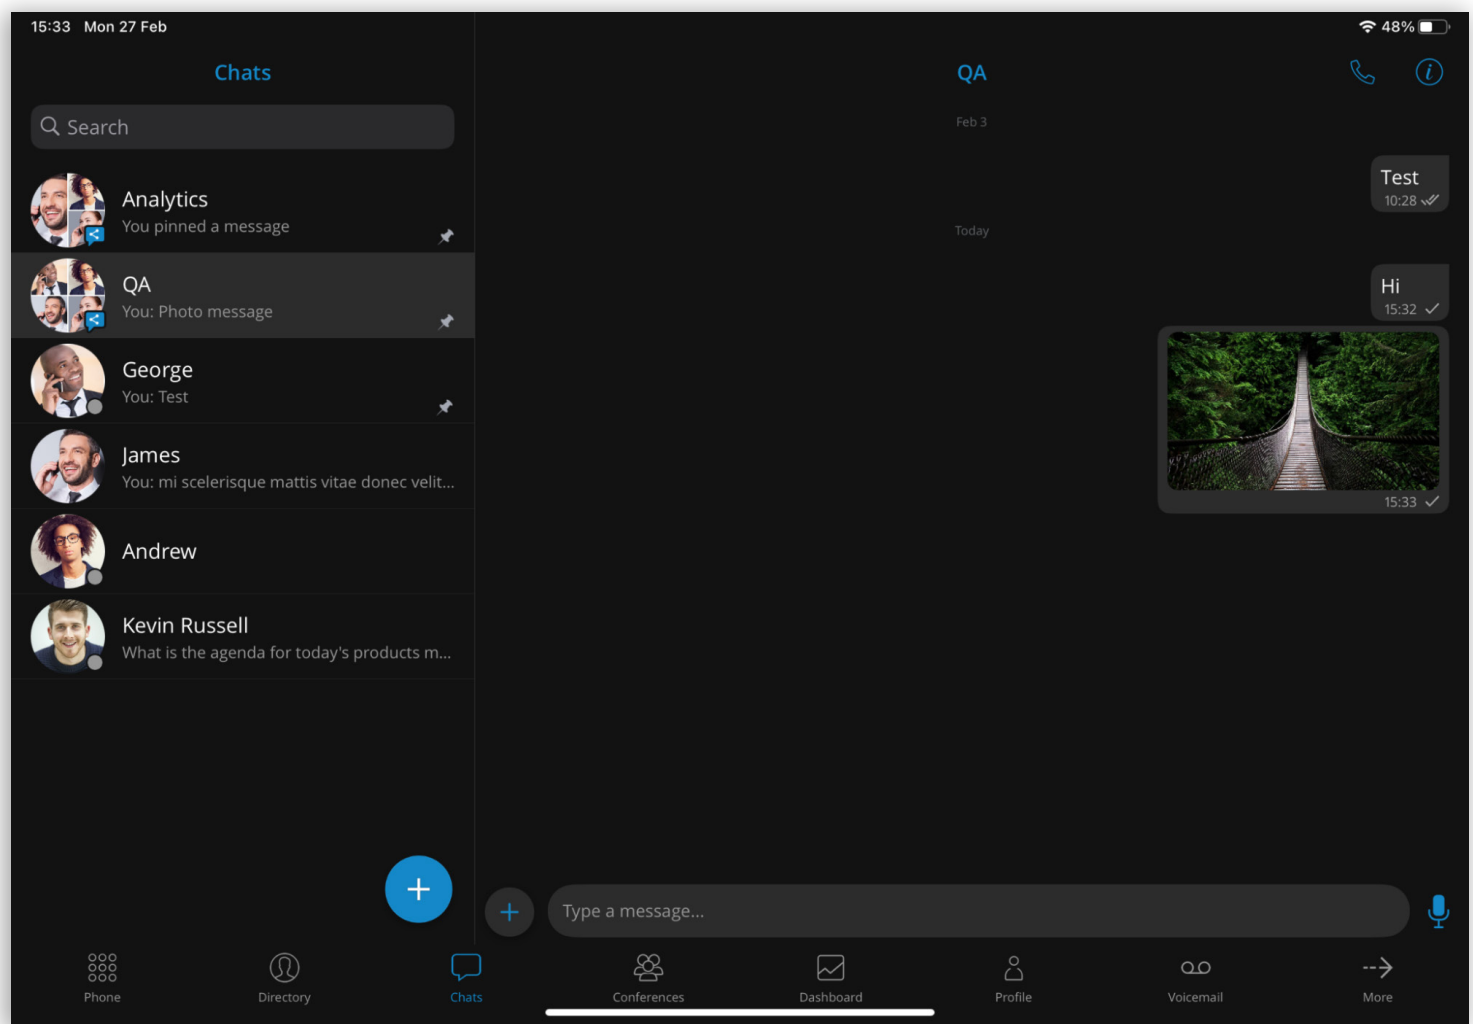 15:33 Mon 27 Feb
48%
Chats
Search
Analytics
You pinned a message
QA
You: Photo message
George
You: Test
James
You: mi scelerisque mattis vitae donec velit...
Andrew
Kevin Russell
What is the agenda for today's products m...
QA
Feb 3
Test
10:28
Today
Hi
15:32
15:33
Type a message...
Phone
Directory
Chats
Conferences
Dashboard
Profile
Voicemail
More